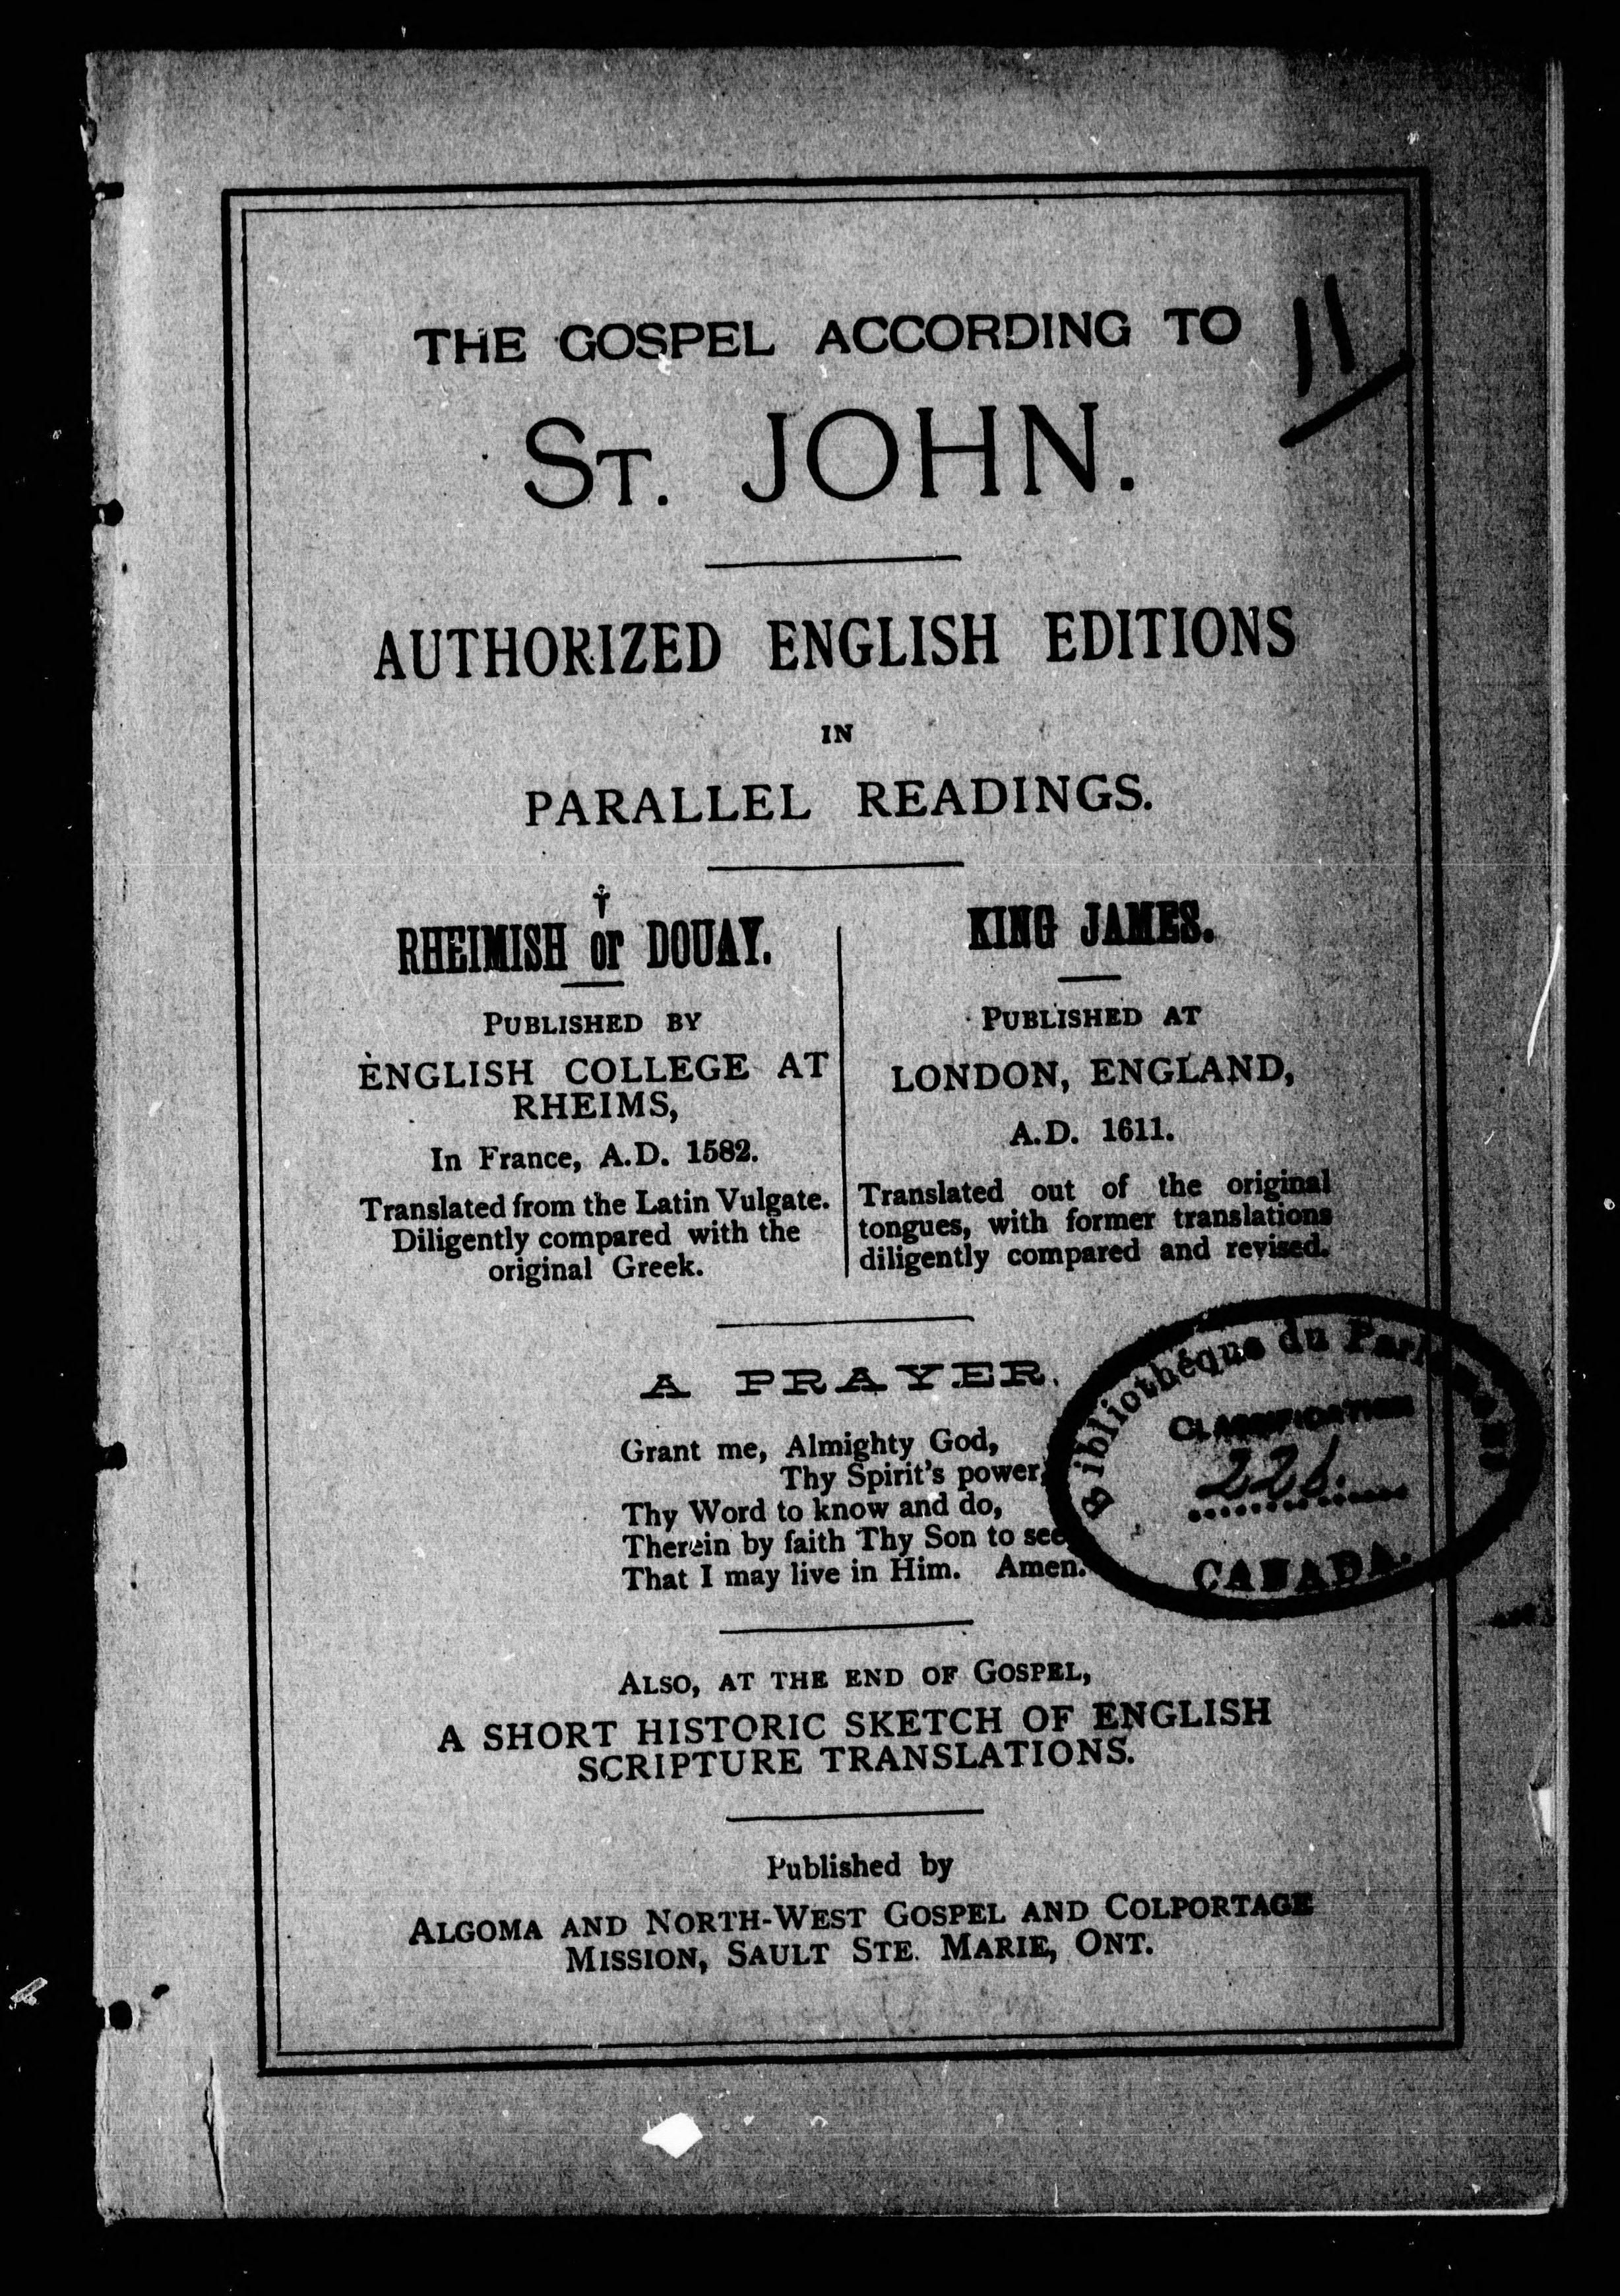 THE GOSPEL ACCORDING TO
11
ST. JOHN.
AUTHORIZED ENGLISH EDITIONS
IN
PARALLEL READINGS.
†
RHEIMISH or DOUAY.
PUBLISHED BY
ENGLISH COLLEGE AT
RHEIMS,
In France, A.D. 1582.
Translated from the Latin Vulgate.
Diligently compared with the
original Greek.
KING JAMES.
PUBLISHED AT
LONDON, ENGLAND,
A.D. 1611.
Translated out of the original
tongues, with former translations
diligently compared and revised.
A PRAYER.
Grant me, Almighty God,
Thy Spirit's power,
Thy Word to know and do,
Therein by faith Thy Son to see,
That I may live in Him. Amen.
Bibliothéque du Parlement
CLASSIFICATION
CANADA.
ALSO, AT THE END OF GOSPEL,
A SHORT HISTORIC SKETCH OF ENGLISH
SCRIPTURE TRANSLATIONS.
Published by
ALGOMA AND NORTH-WEST GOSPEL AND COLPORTAGE
MISSION, SAULT STE. MARIE, ONT.